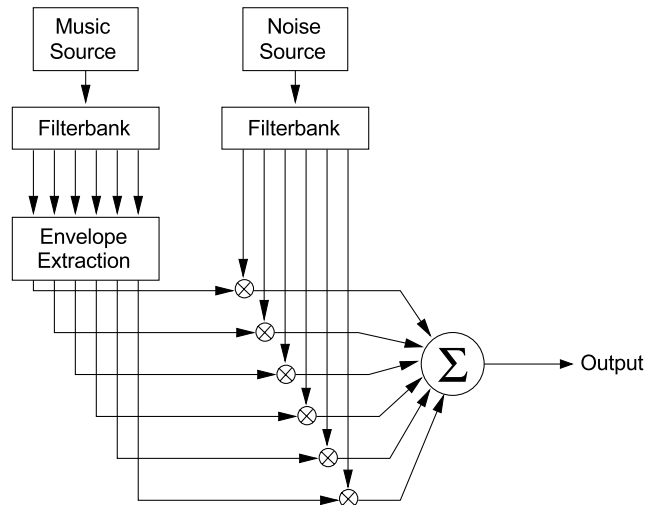 Music
Source
Noise
Source
Filterbank
Filterbank
Envelope
Extraction
Σ
Output